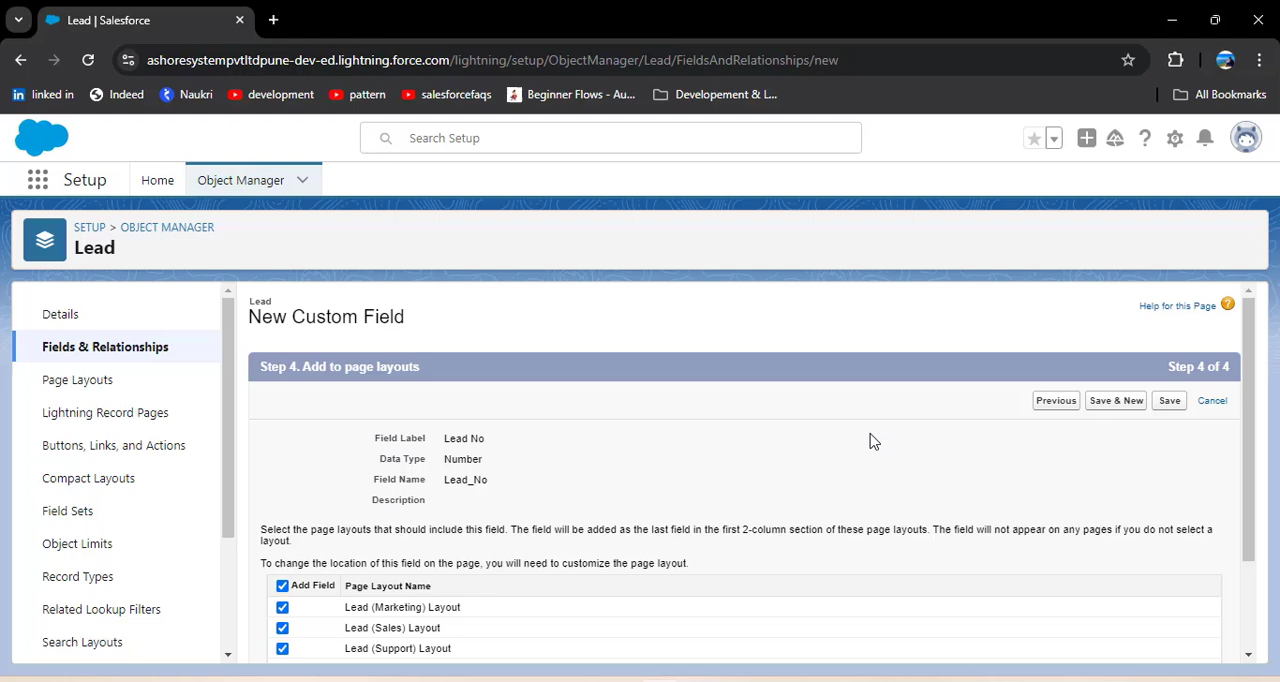 Lead | Salesforce
ashoresystempvtltdpune-dev-ed.lightning.force.com/lightning/setup/ObjectManager/Lead/FieldsAndRelationships/new
linked in Indeed Naukri development pattern salesforcefaqs Beginner Flows - Au... Developement & L... All Bookmarks
Search Setup
Setup Home Object Manager
SETUP > OBJECT MANAGER
Lead
Details
Fields & Relationships
Page Layouts
Lightning Record Pages
Buttons, Links, and Actions
Compact Layouts
Field Sets
Object Limits
Record Types
Related Lookup Filters
Search Layouts
Lead
New Custom Field
Help for this Page
Step 4. Add to page layouts Step 4 of 4
Previous Save & New Save Cancel
Field Label Lead No
Data Type Number
Field Name Lead_No
Description
Select the page layouts that should include this field. The field will be added as the last field in the first 2-column section of these page layouts. The field will not appear on any pages if you do not select a
layout.
To change the location of this field on the page, you will need to customize the page layout.
Add Field Page Layout Name
Lead (Marketing) Layout
Lead (Sales) Layout
Lead (Support) Layout